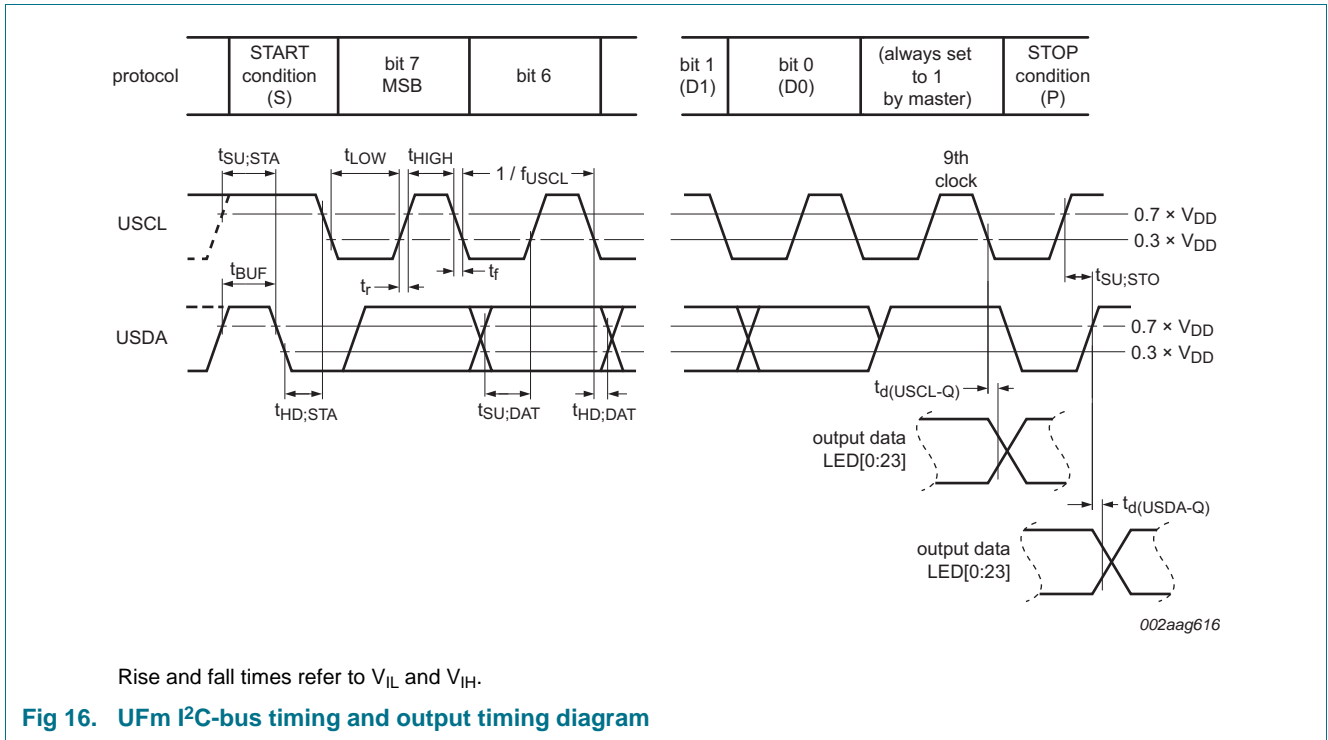 protocol
START
condition
(S)
bit 7
MSB
bit 6
bit 1
(D1)
bit 0
(D0)
(always set
to 1
by master)
STOP
condition
(P)
tSU;STA
tLOW
tHIGH
1 / fUSCL
9th
clock
USCL
0.7 × VDD
0.3 × VDD
tBUF
tr
tf
tSU;STO
USDA
0.7 × VDD
0.3 × VDD
tHD;STA
tSU;DAT
tHD;DAT
td(USCL-Q)
output data
LED[0:23]
td(USDA-Q)
output data
LED[0:23]
002aag616
Rise and fall times refer to VIL and VIH.
Fig 16. UFm I2C-bus timing and output timing diagram